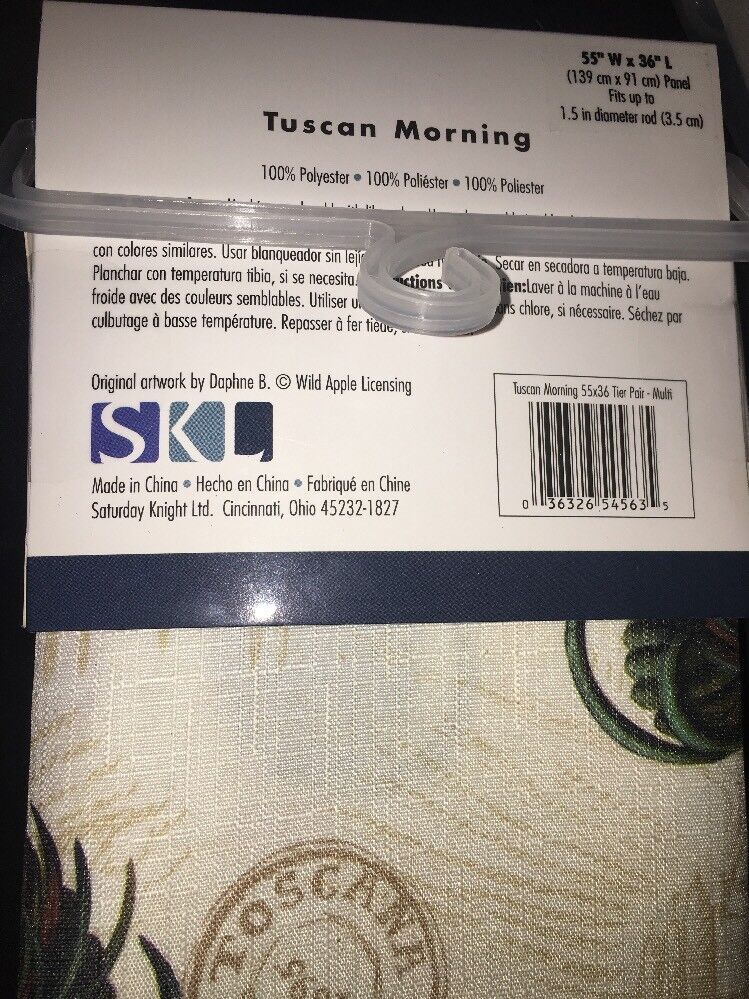 55" W x 36" L
(139 cm x 91 cm) Panel
Fits up to
1.5 in diameter rod (3.5 cm)
Tuscan Morning
100% Polyester • 100% Paliéster • 100% Poliester
con colores similares. Usar blanqueador sin Secar en secadora a temperatura baja.
Planchar con temperatura tibia, si se necesita. Laver à la machine à l'eau
froide avec des couleurs semblables. Utiliser chlore, si nécessaire. Séchez par
culbutage à basse température. Repasser à fer
Original artwork by Daphne B. © Wild Apple Licensing
SKL
Made in China • Hecho en China • Fabriqué en Chine
Saturday Knight Ltd. Cincinnati, Ohio 45232-1827
Tuscan Morning 55x36 Tier Pair - Multi
0 36326 54563 5
TOSCANA